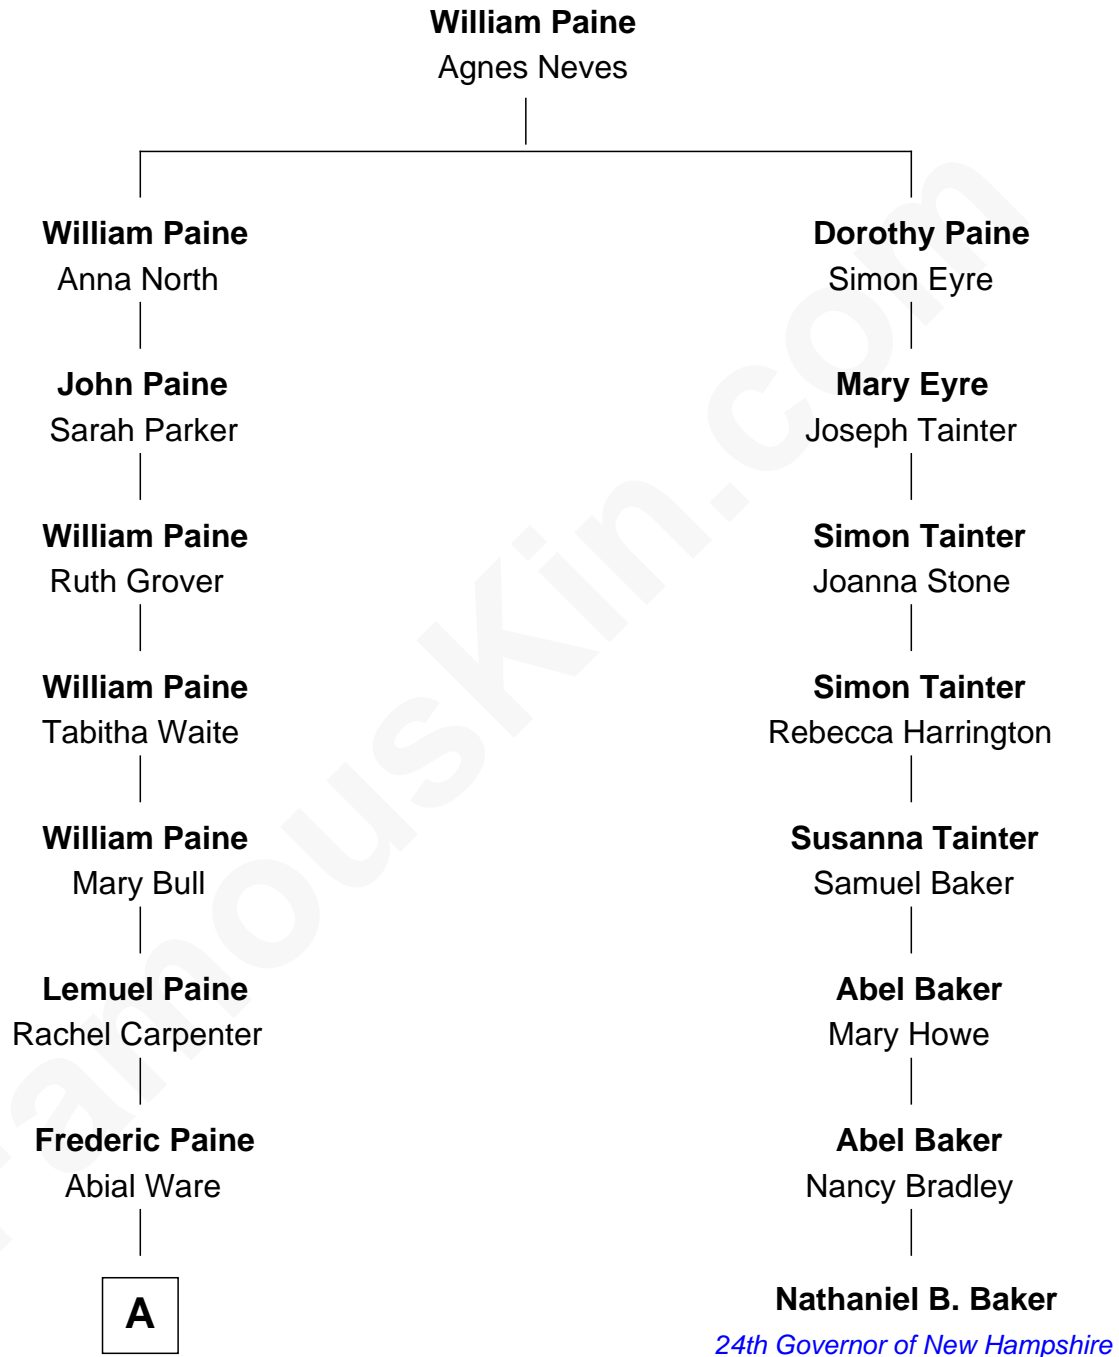 William Paine
Agnes Neves
William Paine
Anna North
Dorothy Paine
Simon Eyre
John Paine
Sarah Parker
Mary Eyre
Joseph Tainter
William Paine
Ruth Grover
Simon Tainter
Joanna Stone
William Paine
Tabitha Waite
Simon Tainter
Rebecca Harrington
William Paine
Mary Bull
Susanna Tainter
Samuel Baker
Lemuel Paine
Rachel Carpenter
Abel Baker
Mary Howe
Frederic Paine
Abial Ware
Abel Baker
Nancy Bradley
A
Nathaniel B. Baker
24th Governor of New Hampshire
FamousKin.com